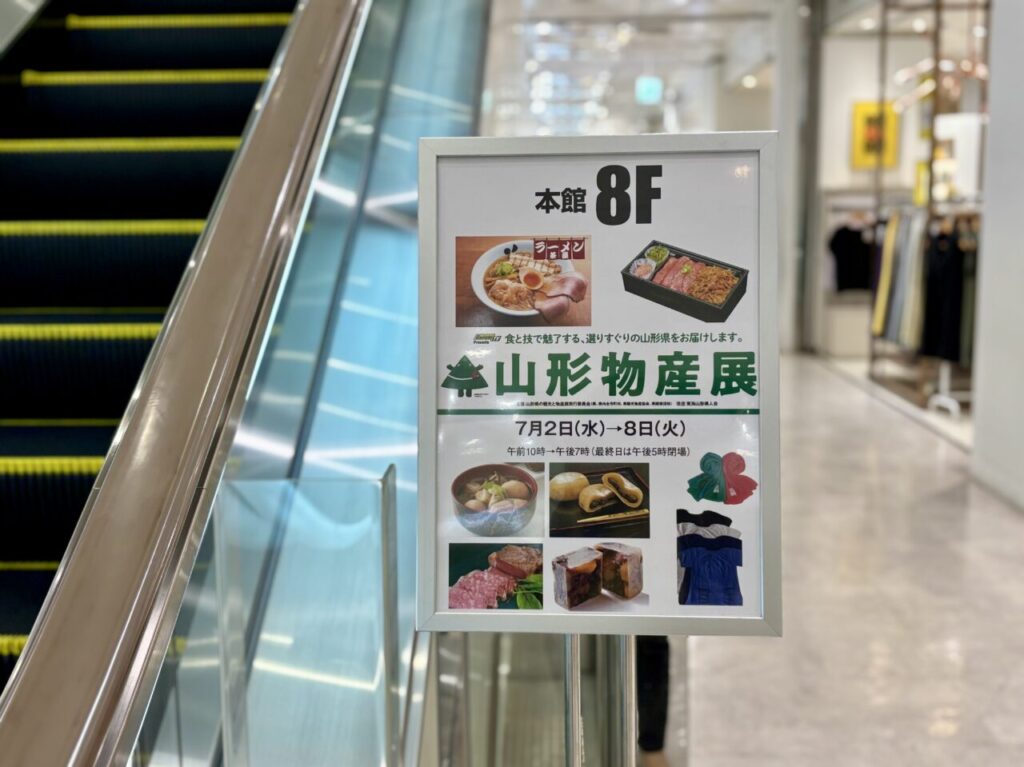 本館 8F
ラーメン
食と技で魅了する、選りすぐりの山形県をお届けします。
山形物産展
7月2日(水)→8日(火)
午前10時→午後7時(最終日は午後5時閉場)